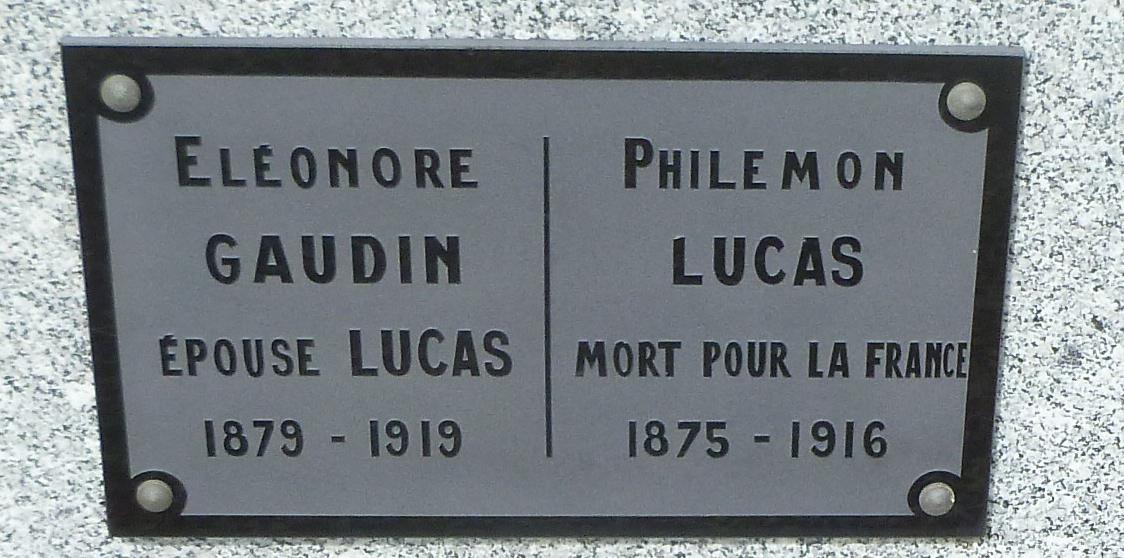 ELÉONORE
GAUDIN
ÉPOUSE LUCAS
1879 - 1919
PHILEMON
LUCAS
MORT POUR LA FRANCE
1875 - 1916